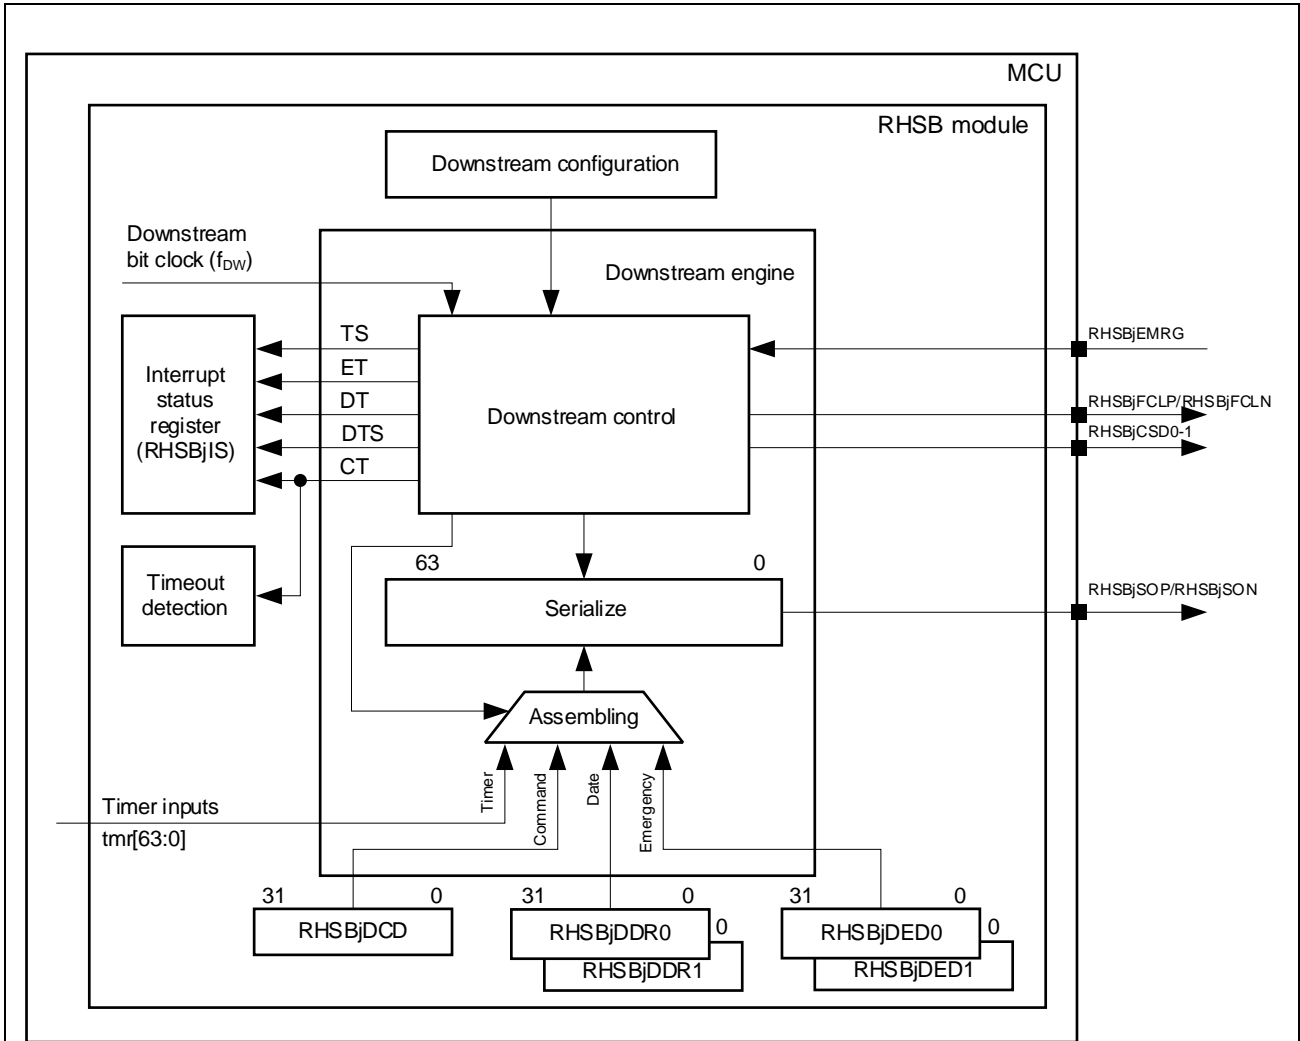 MCU
RHSB module
Downstream configuration
Downstream
bit clock (fDW)
Downstream engine
TS
ET
DT
DTS
CT
Interrupt
status
register
(RHSBjIS)
Downstream control
RHSBjEMRG
RHSBjFCLP/RHSBjFCLN
RHSBjCSD0-1
Timeout
detection
63 0
Serialize
RHSBjSOP/RHSBjSON
Assembling
Timer
Command
Date
Emergency
Timer inputs
tmr[63:0]
31 0
RHSBjDCD
31 0
RHSBjDDR0
0
RHSBjDDR1
31 0
RHSBjDED0
0
RHSBjDED1